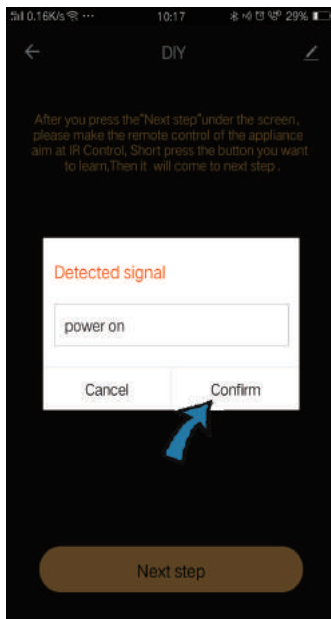 0.16K/s ... 10:17 29%
DIY
After you press the"Next step"under the screen,
please make the remote control of the appliance
aim at IR Control, Short press the button you want
to learn,Then it will come to next step .
Detected signal
power on
Cancel Confirm
Next step